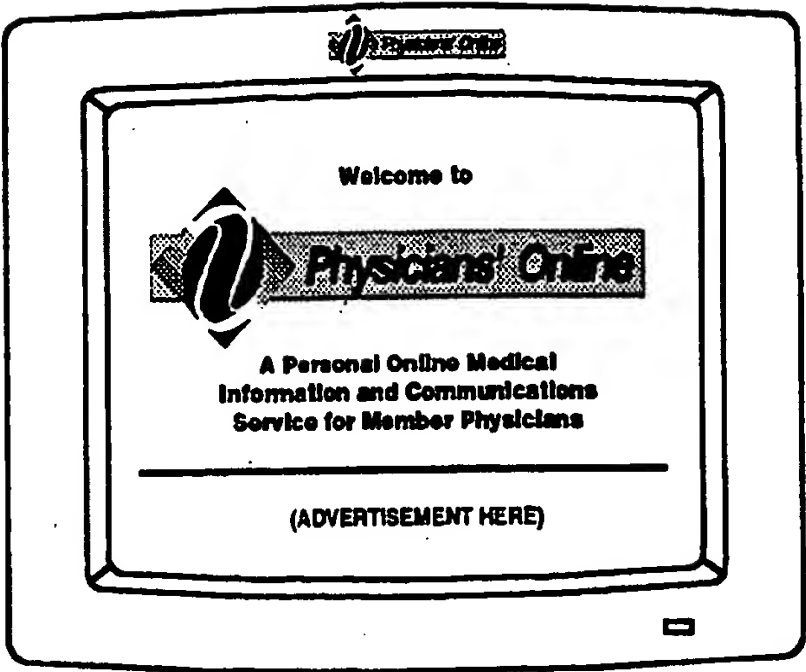 Physicians' Online
Welcome to
Physicians' Online
A Personal Online Medical
Information and Communications
Service for Member Physicians
(ADVERTISEMENT HERE)